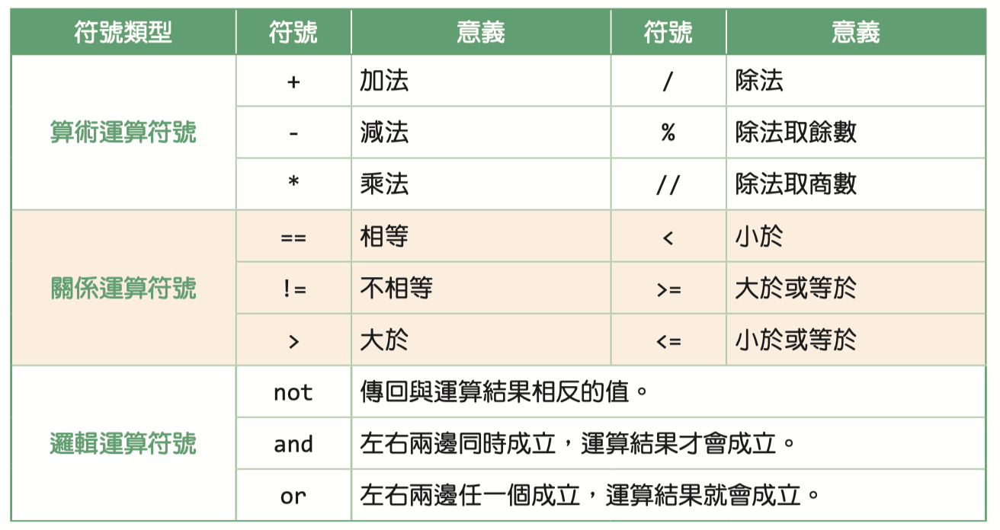 符號類型 符號 意義 符號 意義
+ 加法 / 除法
算術運算符號 - 減法 % 除法取餘數
* 乘法 // 除法取商數
== 相等 < 小於
關係運算符號 != 不相等 >= 大於或等於
> 大於 <= 小於或等於
not 傳回與運算結果相反的值。
邏輯運算符號 and 左右兩邊同時成立，運算結果才會成立。
or 左右兩邊任一個成立，運算結果就會成立。